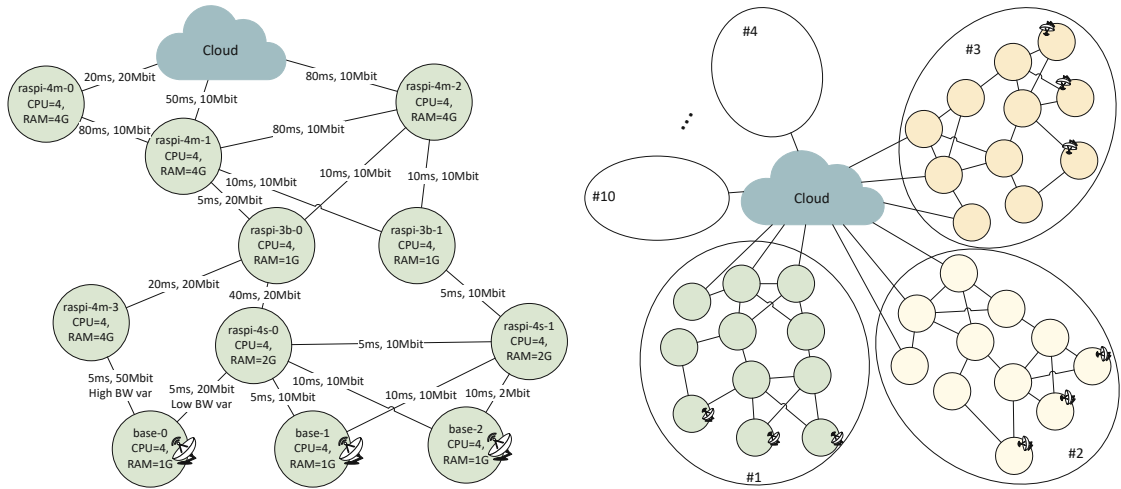 Cloud
20ms, 20Mbit
80ms, 10Mbit
50ms, 10Mbit
raspi-4m-0
CPU=4,
RAM=4G
raspi-4m-2
CPU=4,
RAM=4G
80ms, 10Mbit
80ms, 10Mbit
raspi-4m-1
CPU=4,
RAM=4G
10ms, 10Mbit
10ms, 10Mbit
10ms, 10Mbit
5ms, 20Mbit
raspi-3b-0
CPU=4,
RAM=1G
raspi-3b-1
CPU=4,
RAM=1G
20ms, 20Mbit
40ms, 20Mbit
5ms, 10Mbit
raspi-4m-3
CPU=4,
RAM=4G
raspi-4s-0
CPU=4,
RAM=2G
raspi-4s-1
CPU=4,
RAM=2G
5ms, 10Mbit
5ms, 50Mbit
High BW var
5ms, 20Mbit
Low BW var
10ms, 10Mbit
5ms, 10Mbit
10ms, 10Mbit
10ms, 2Mbit
base-0
CPU=4,
RAM=1G
base-1
CPU=4,
RAM=1G
base-2
CPU=4,
RAM=1G
#4
#3
...
#10
Cloud
#1
#2